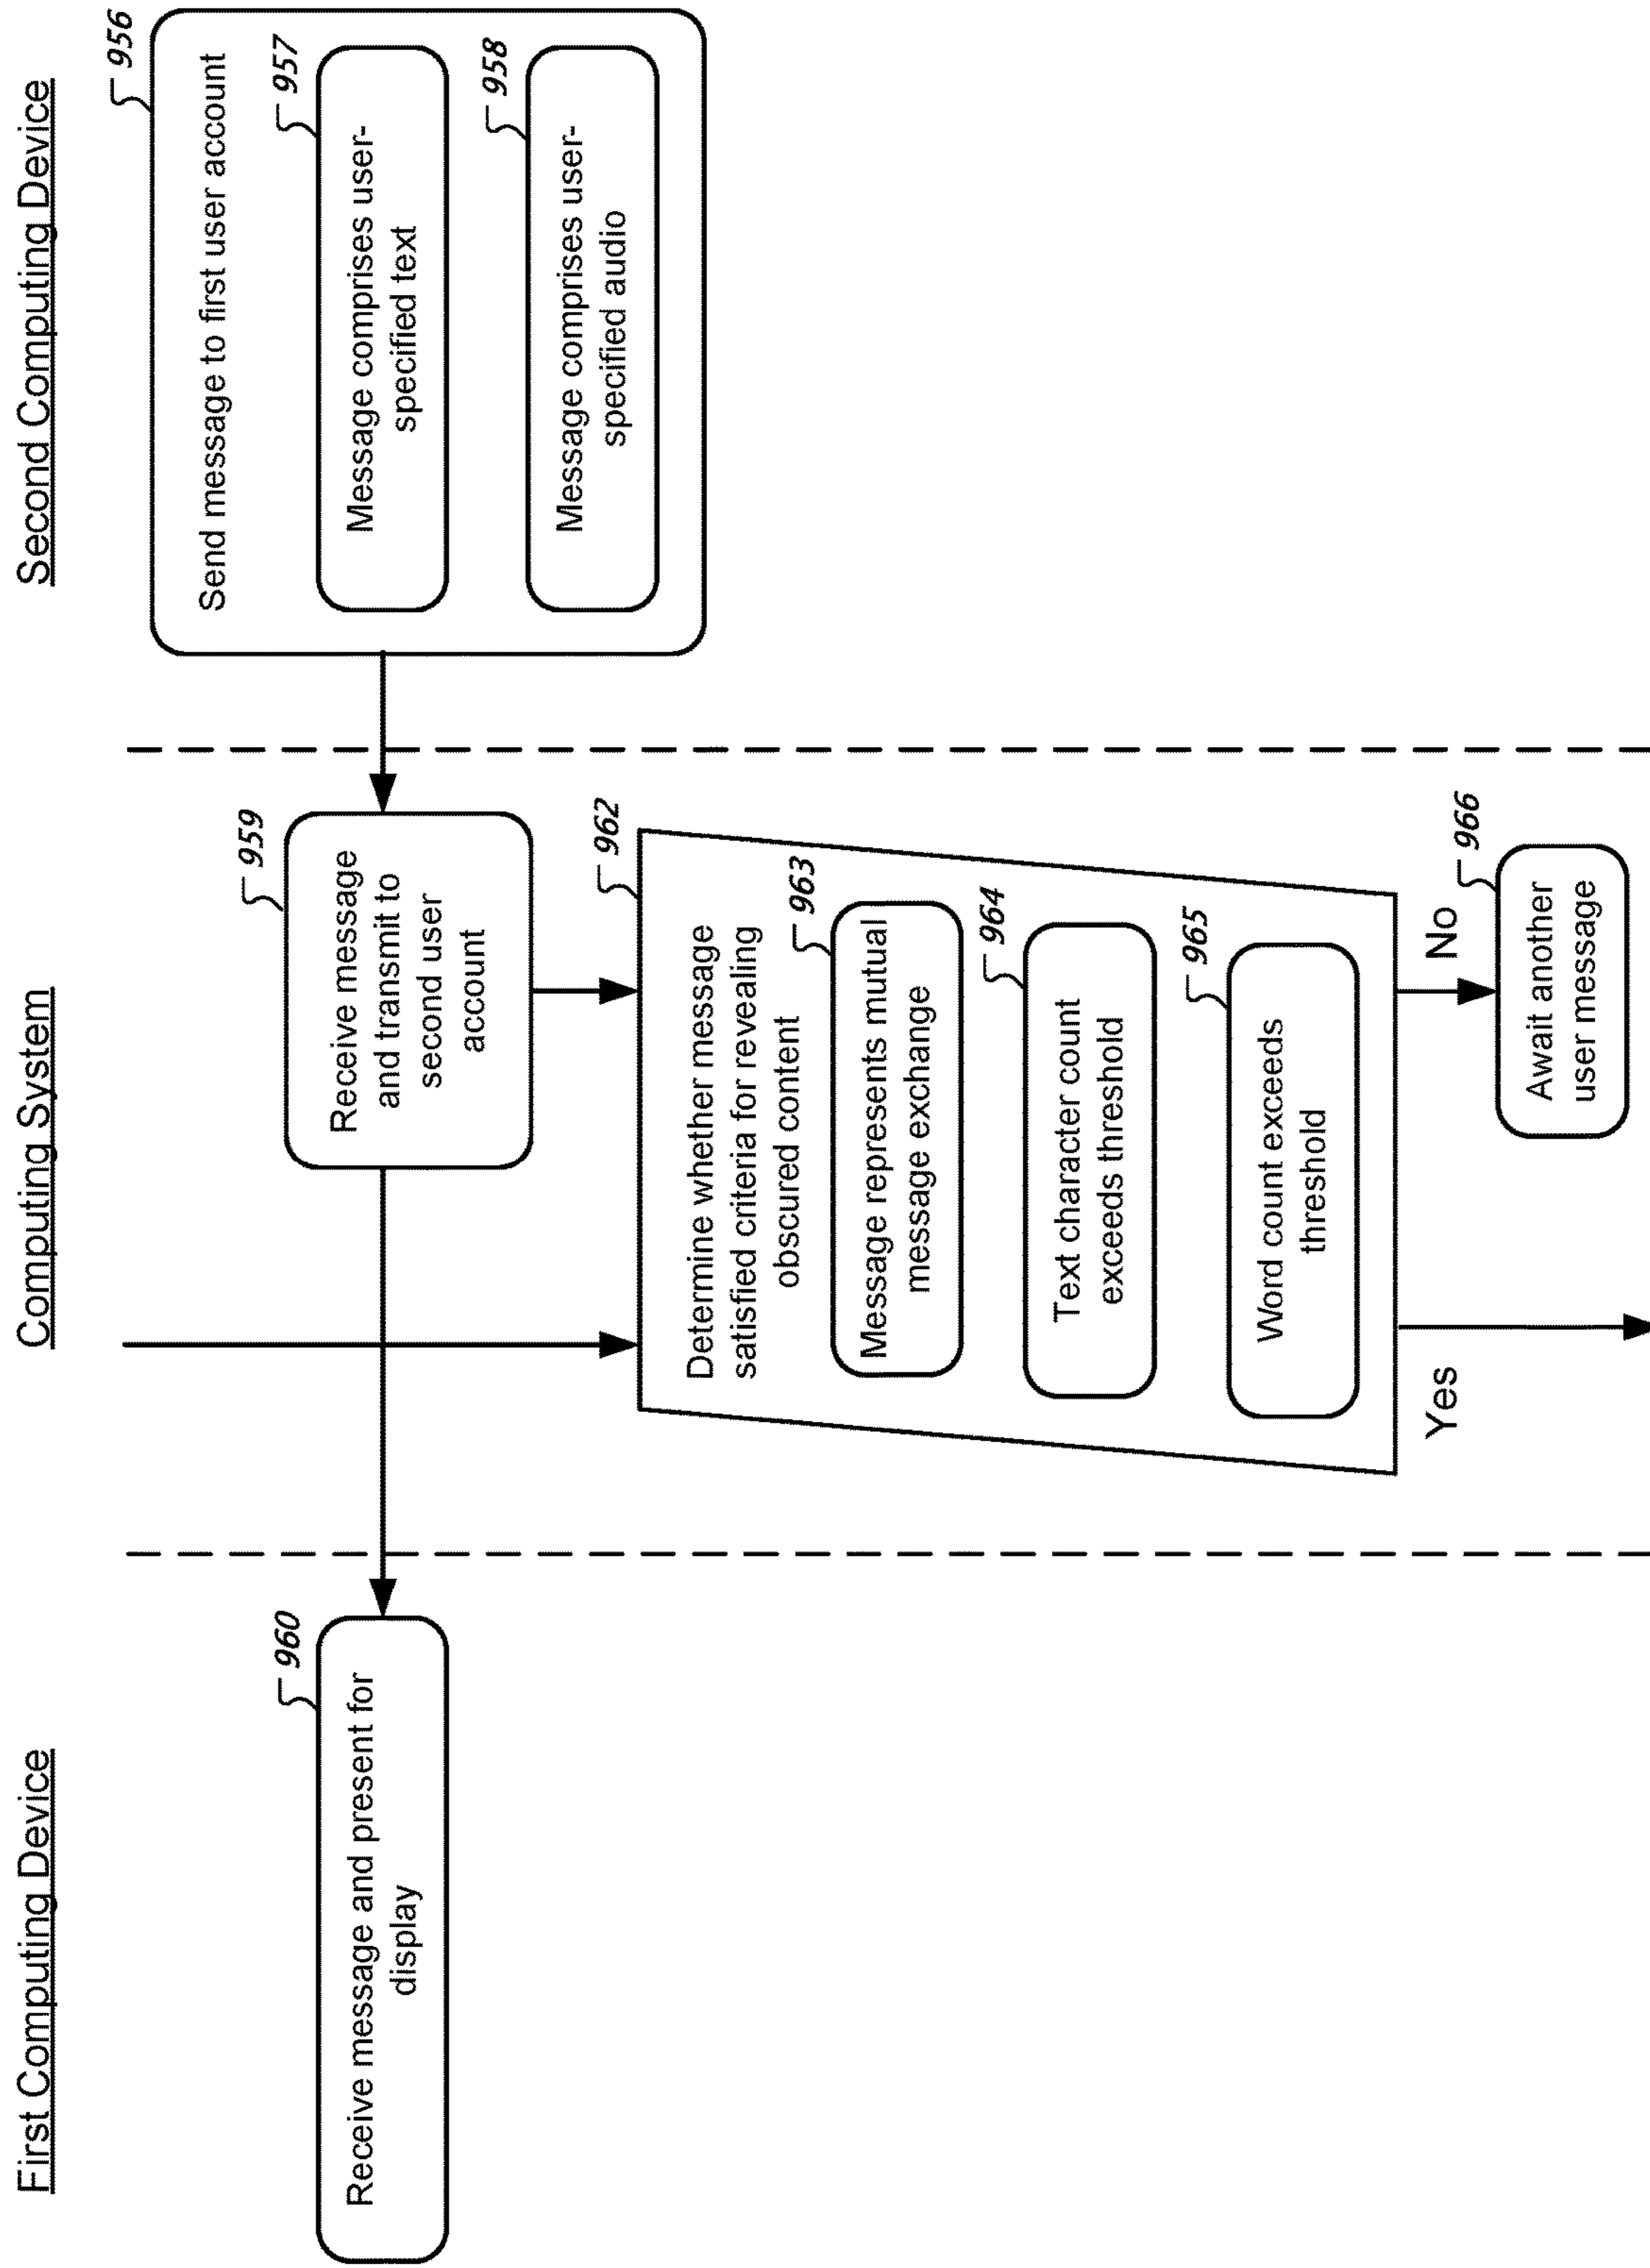 First Computing Device
Computing System
Second Computing Device
956
Send message to first user account
957
Message comprises user-
specified text
958
Message comprises user-
specified audio
959
Receive message
and transmit to
second user
account
960
Receive message and present for
display
962
Determine whether message
satisfied criteria for revealing
obscured content
963
Message represents mutual
message exchange
964
Text character count
exceeds threshold
965
Word count exceeds
threshold
Yes
No
966
Await another
user message